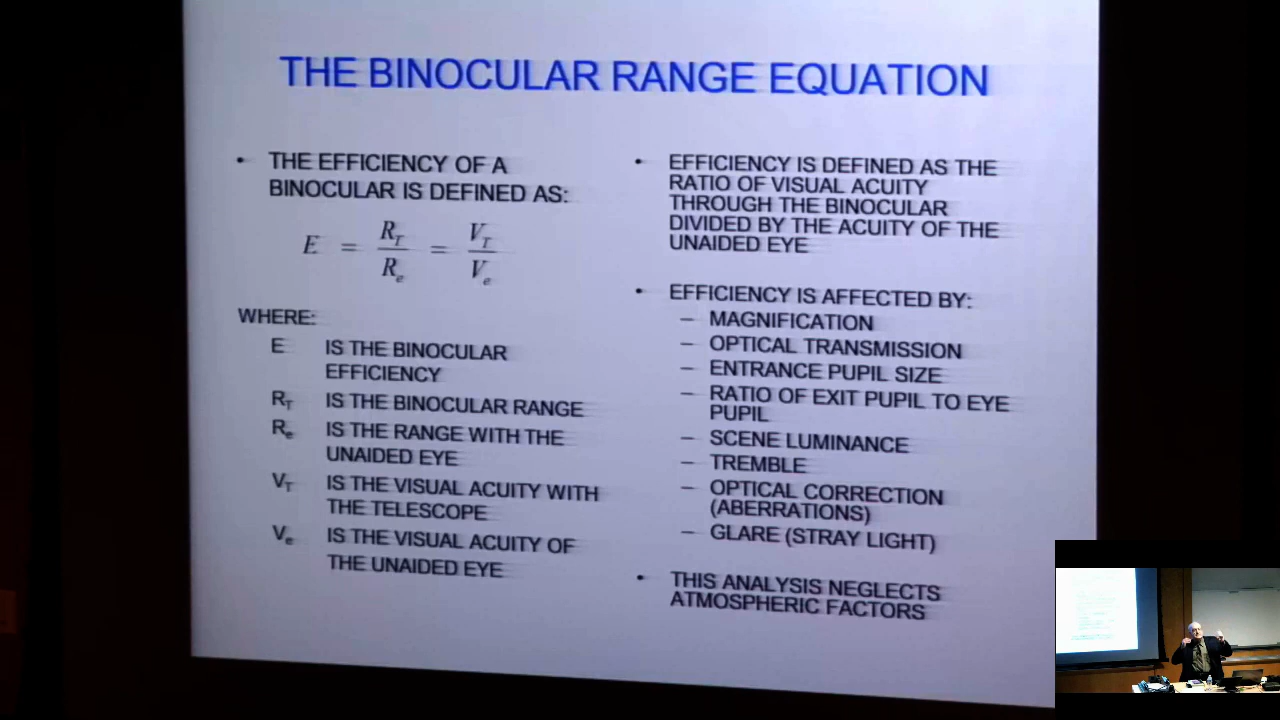 THE BINOCULAR RANGE EQUATION
• THE EFFICIENCY OF A
BINOCULAR IS DEFINED AS:
E = R_T / R_e = V_T / V_e
WHERE:
E IS THE BINOCULAR
EFFICIENCY
R_T IS THE BINOCULAR RANGE
R_e IS THE RANGE WITH THE
UNAIDED EYE
V_T IS THE VISUAL ACUITY WITH
THE TELESCOPE
V_e IS THE VISUAL ACUITY OF
THE UNAIDED EYE
• EFFICIENCY IS DEFINED AS THE
RATIO OF VISUAL ACUITY
THROUGH THE BINOCULAR
DIVIDED BY THE ACUITY OF THE
UNAIDED EYE
• EFFICIENCY IS AFFECTED BY:
– MAGNIFICATION
– OPTICAL TRANSMISSION
– ENTRANCE PUPIL SIZE
– RATIO OF EXIT PUPIL TO EYE
PUPIL
– SCENE LUMINANCE
– TREMBLE
– OPTICAL CORRECTION
(ABERRATIONS)
– GLARE (STRAY LIGHT)
• THIS ANALYSIS NEGLECTS
ATMOSPHERIC FACTORS